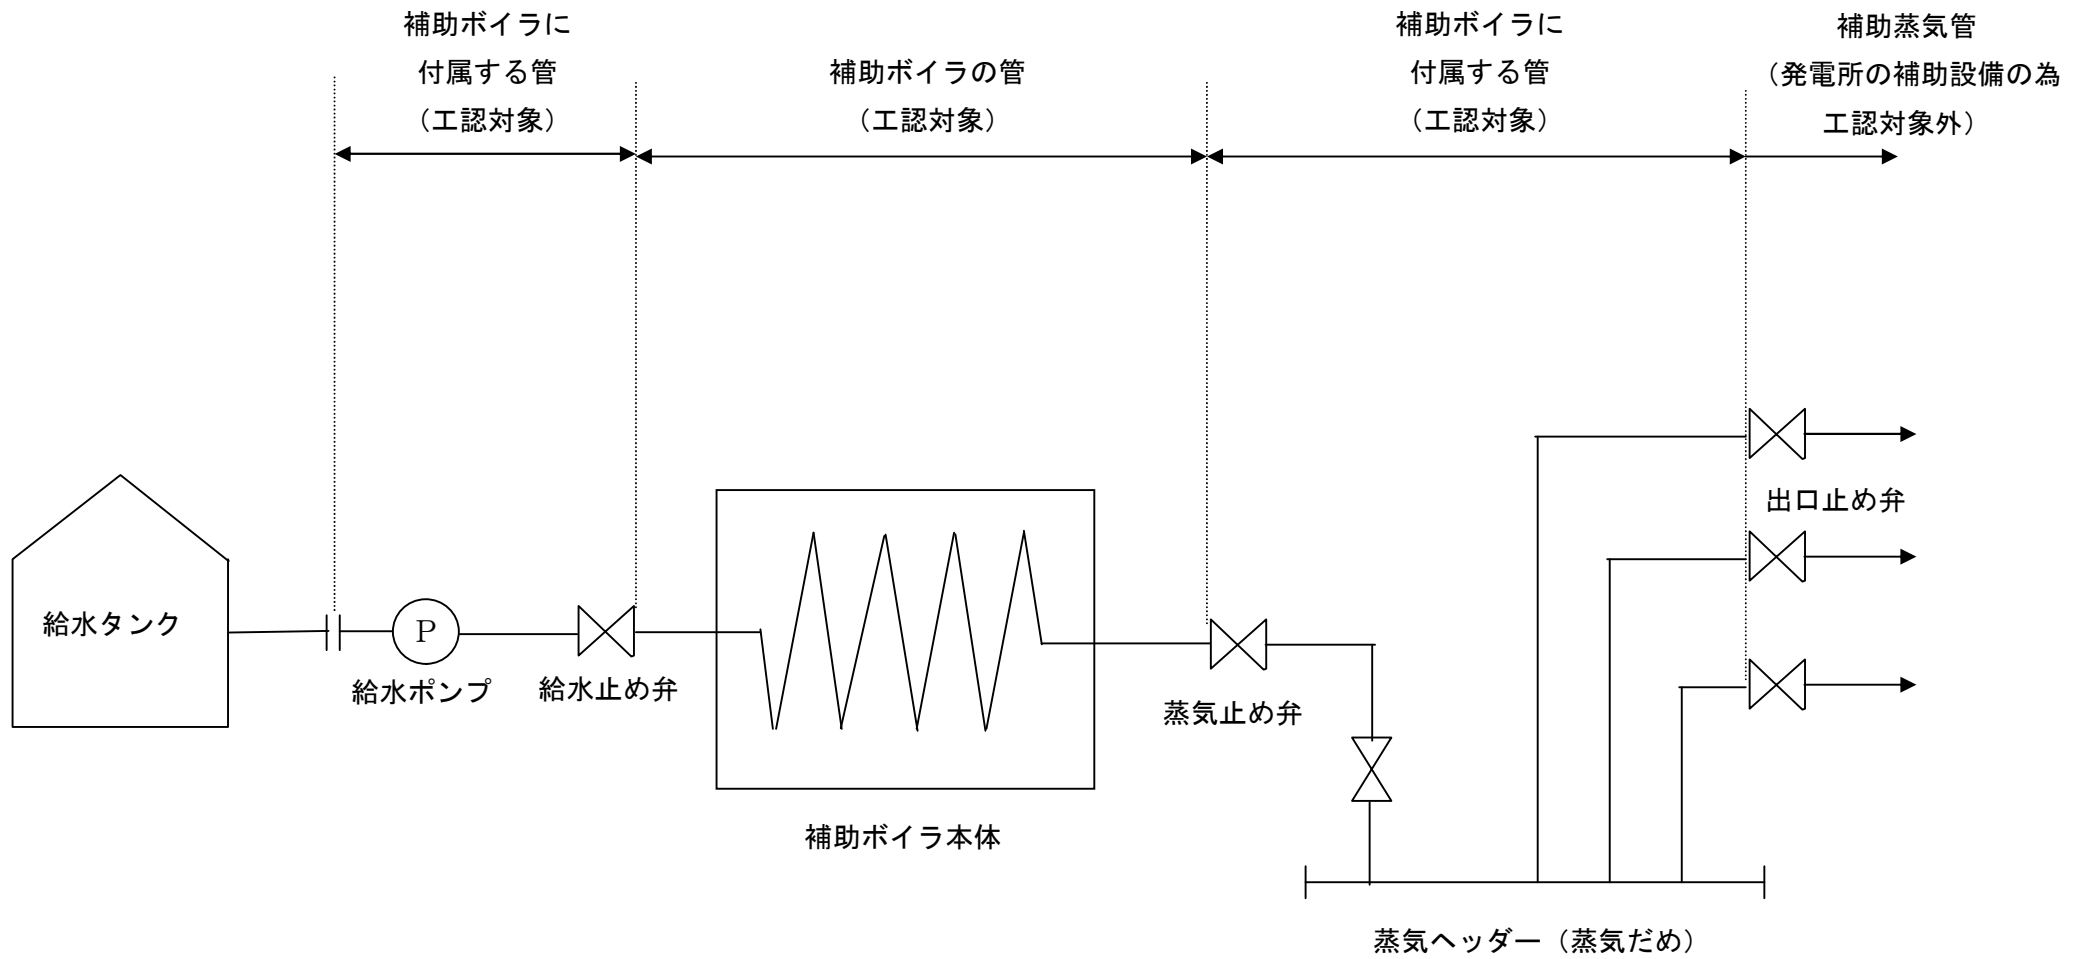 補助ボイラに
付属する管
（工認対象）
補助ボイラの管
（工認対象）
補助ボイラに
付属する管
（工認対象）
補助蒸気管
（発電所の補助設備の為
工認対象外）
出口止め弁
給水タンク
P
給水ポンプ
給水止め弁
蒸気止め弁
補助ボイラ本体
蒸気ヘッダー（蒸気だめ）